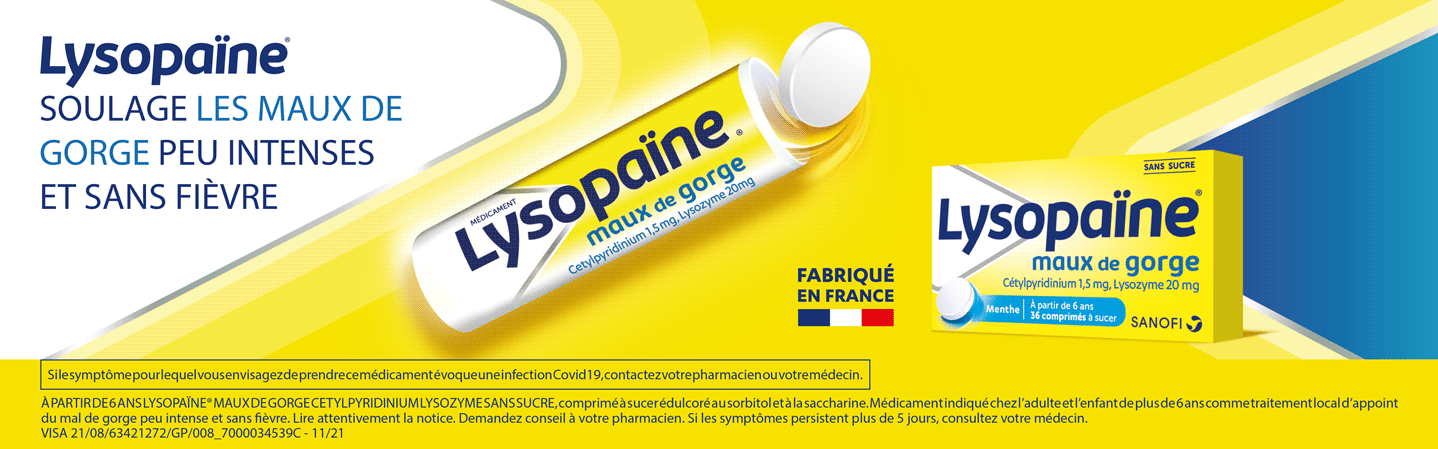 Lysopaïne®
SOULAGE LES MAUX DE
GORGE PEU INTENSES
ET SANS FIÈVRE
MÉDICAMENT
Lysopaïne®
maux de gorge
Cetylpyridinium 1,5 mg, Lysozyme 20mg
FABRIQUÉ
EN FRANCE
SANS SUCRE
Lysopaïne®
maux de gorge
Cétylpyridinium 1,5 mg, Lysozyme 20 mg
Menthe
À partir de 6 ans
36 comprimés à sucer
SANOFI
Si le symptôme pour lequel vous envisagez de prendre ce médicament évoque une infection Covid 19, contactez votre pharmacien ou votre médecin.
À PARTIR DE 6 ANS LYSOPAÏNE® MAUX DE GORGE CETYLPYRIDINIUM LYSOZYME SANS SUCRE, comprimé à sucer édulcoré au sorbitol et à la saccharine. Médicament indiqué chez l'adulte et l'enfant de plus de 6 ans comme traitement local d'appoint
du mal de gorge peu intense et sans fièvre. Lire attentivement la notice. Demandez conseil à votre pharmacien. Si les symptômes persistent plus de 5 jours, consultez votre médecin.
VISA 21/08/63421272/GP/008_7000034539C - 11/21